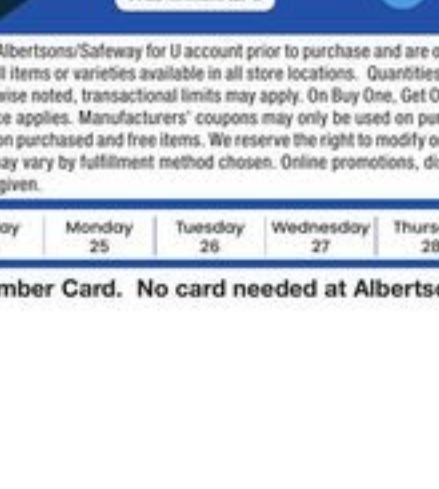 Albertsons/Safeway for U account prior to purchase and are
items or varieties available in all store locations. Quantities
wise noted, transactional limits may apply. On Buy One, Get
applies. Manufacturers' coupons may only be used on
on purchased and free items. We reserve the right to modify
ay vary by fulfillment method chosen. Online promotions,
given.
ay Monday Tuesday Wednesday Thurs
25 26 27 28
mber Card. No card needed at Albertso